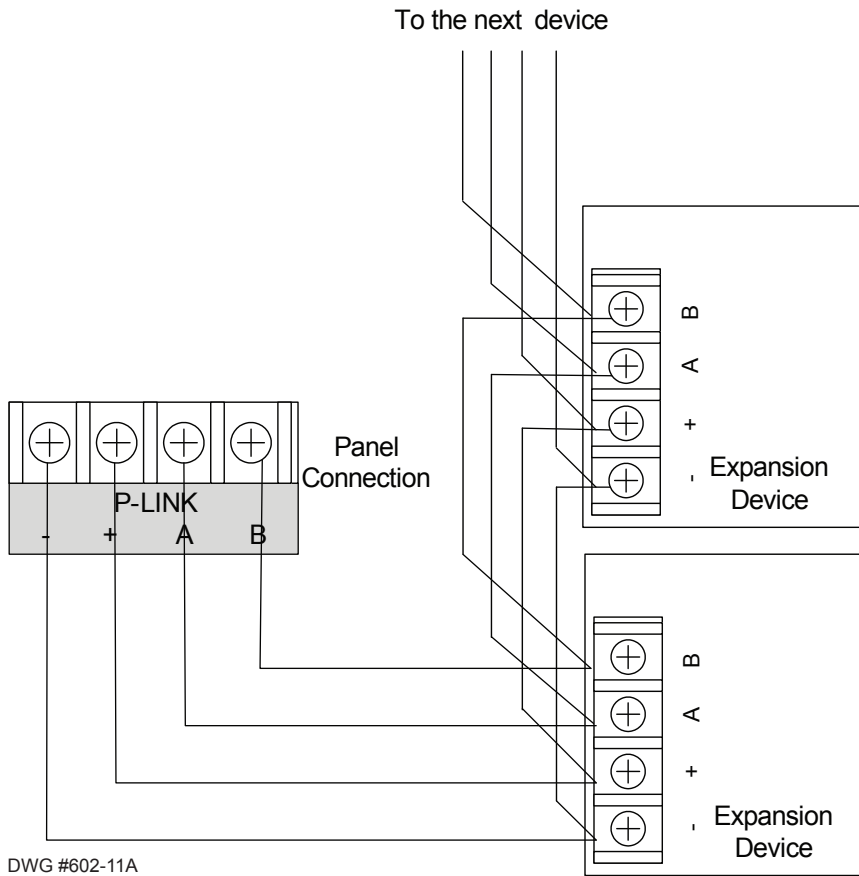 To the next device
B
A
+
-
Expansion
Device
Panel
Connection
P-LINK
- + A B
B
A
+
-
Expansion
Device
DWG #602-11A